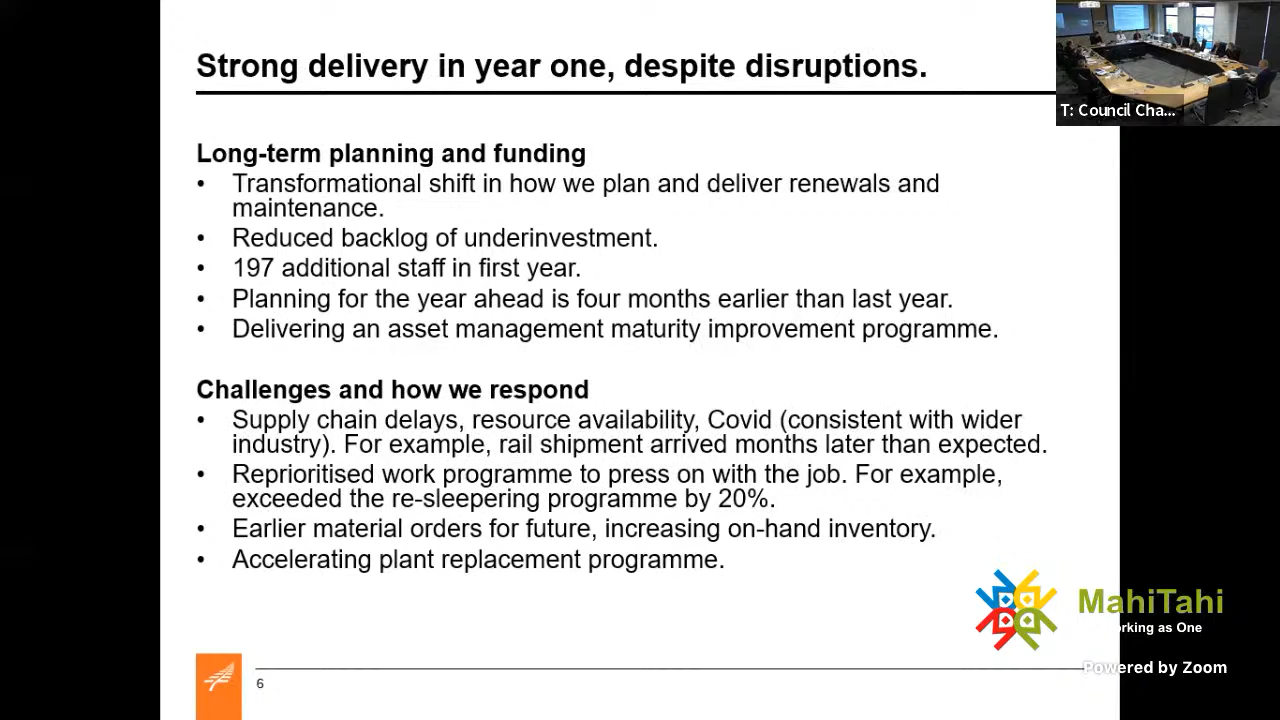 Strong delivery in year one, despite disruptions.
T: Council Cha...
Long-term planning and funding
• Transformational shift in how we plan and deliver renewals and
maintenance.
• Reduced backlog of underinvestment.
• 197 additional staff in first year.
• Planning for the year ahead is four months earlier than last year.
• Delivering an asset management maturity improvement programme.
Challenges and how we respond
• Supply chain delays, resource availability, Covid (consistent with wider
industry). For example, rail shipment arrived months later than expected.
• Reprioritised work programme to press on with the job. For example,
exceeded the re-sleepering programme by 20%.
• Earlier material orders for future, increasing on-hand inventory.
• Accelerating plant replacement programme.
MahiTahi
orking as One
Powered by Zoom
6